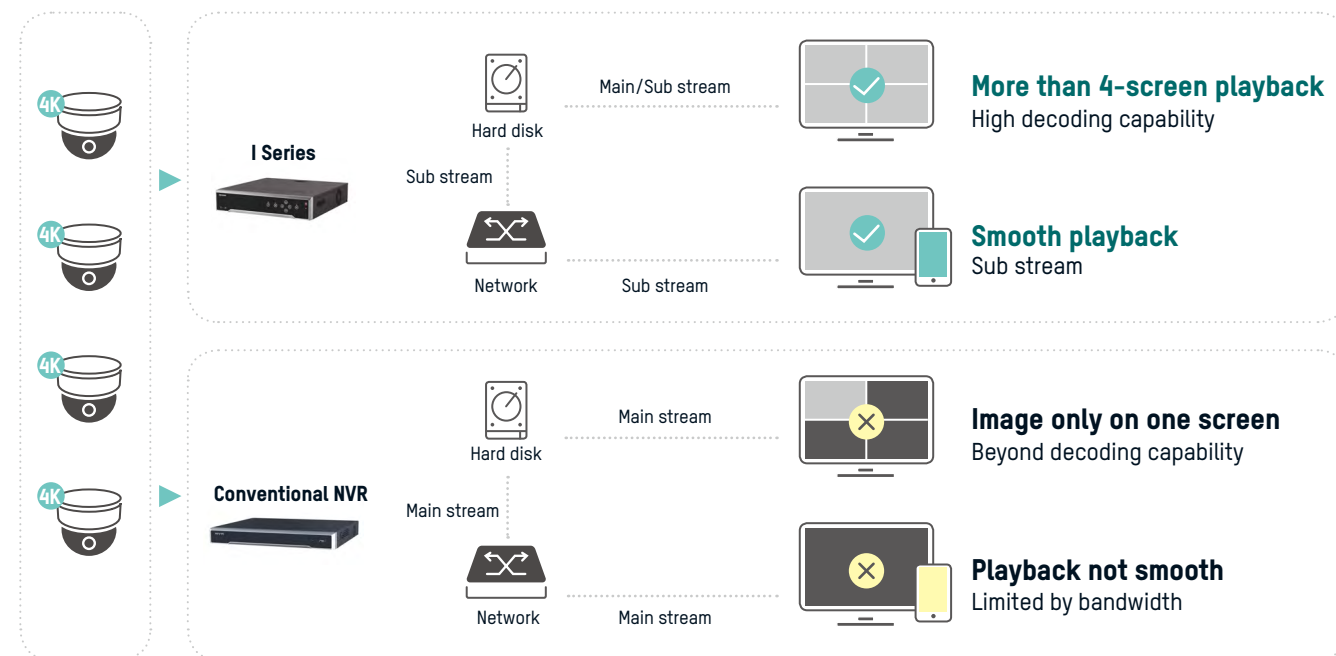 4K
4K
4K
4K
I Series
Hard disk
Sub stream
Network
Main/Sub stream
Sub stream
More than 4-screen playback
High decoding capability
Smooth playback
Sub stream
Conventional NVR
Hard disk
Main stream
Network
Main stream
Main stream
Image only on one screen
Beyond decoding capability
Playback not smooth
Limited by bandwidth